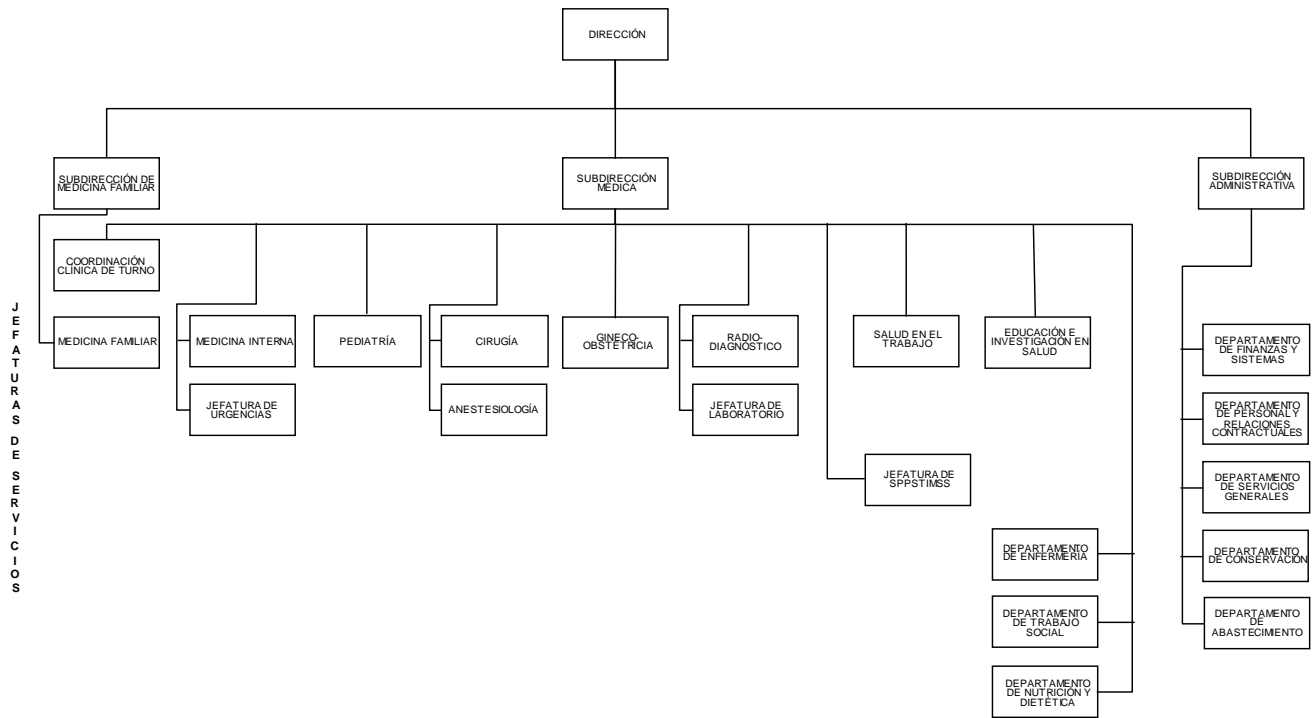 DIRECCIÓN
SUBDIRECCIÓN DE
MEDICINA FAMILIAR
SUBDIRECCIÓN
MÉDICA
SUBDIRECCIÓN
ADMINISTRATIVA
COORDINACIÓN
CLÍNICA DE TURNO
JEFATURAS DE SERVICIOS
MEDICINA FAMILIAR
MEDICINA INTERNA
PEDIATRÍA
CIRUGÍA
GINECO-
OBSTETRICIA
RADIO-
DIAGNÓSTICO
SALUD EN EL
TRABAJO
EDUCACIÓN E
INVESTIGACIÓN EN
SALUD
DEPARTAMENTO
DE FINANZAS Y
SISTEMAS
JEFATURA DE
URGENCIAS
ANESTESIOLOGÍA
JEFATURA DE
LABORATORIO
DEPARTAMENTO
DE PERSONAL Y
RELACIONES
CONTRACTUALES
JEFATURA DE
SPPSTIMSS
DEPARTAMENTO
DE SERVICIOS
GENERALES
DEPARTAMENTO
DE ENFERMERÍA
DEPARTAMENTO
DE CONSERVACIÓN
DEPARTAMENTO
DE TRABAJO
SOCIAL
DEPARTAMENTO
DE
ABASTECIMIENTO
DEPARTAMENTO
DE NUTRICIÓN Y
DIETÉTICA